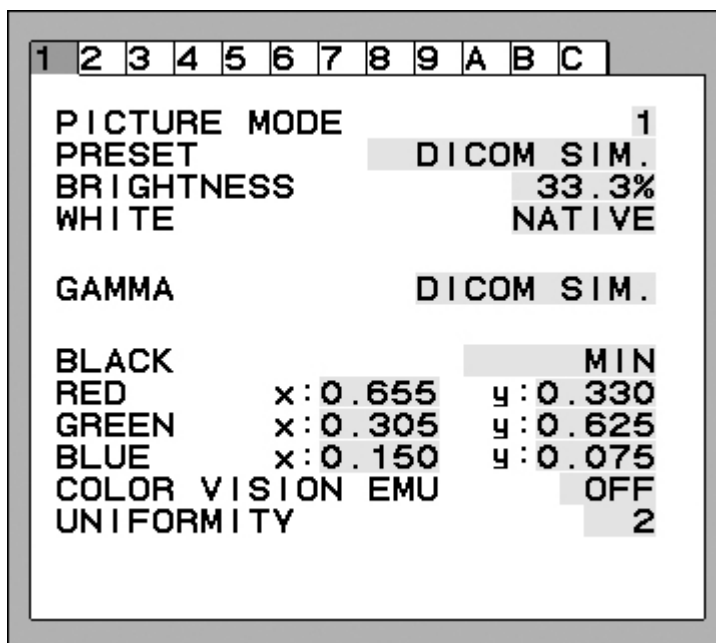 1 2 3 4 5 6 7 8 9 A B C
PICTURE MODE 1
PRESET DICOM SIM.
BRIGHTNESS 33.3%
WHITE NATIVE
GAMMA DICOM SIM.
BLACK MIN
RED x:0.655 y:0.330
GREEN x:0.305 y:0.625
BLUE x:0.150 y:0.075
COLOR VISION EMU OFF
UNIFORMITY 2